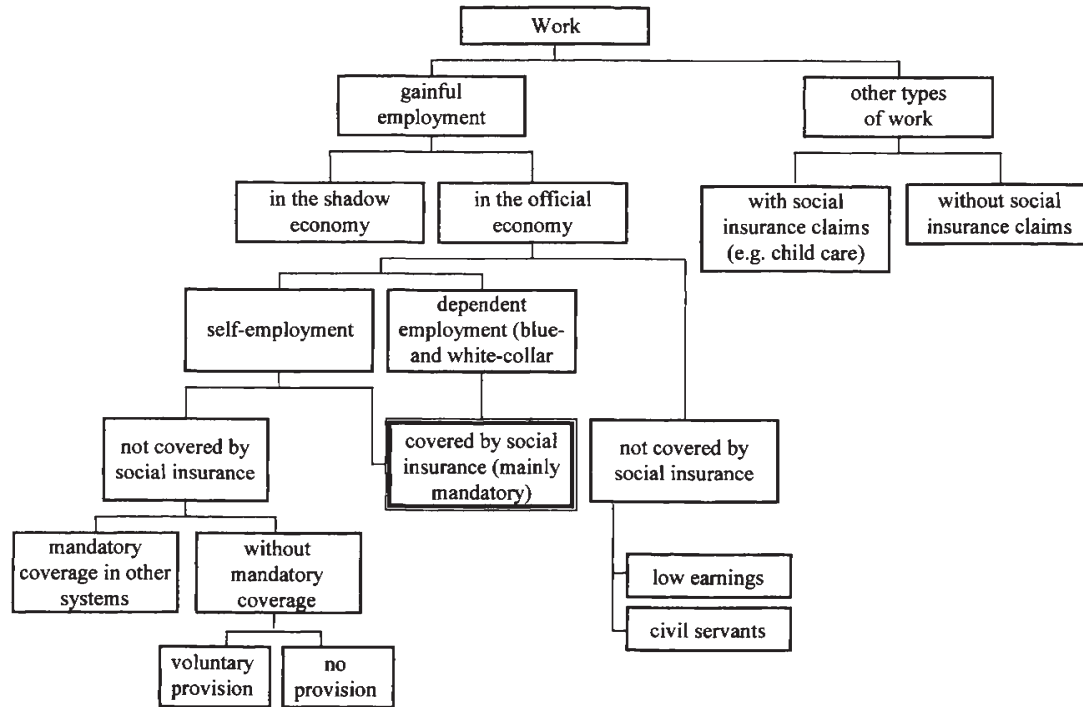 Work
gainful
employment
other types
of work
in the shadow
economy
in the official
economy
with social
insurance claims
(e.g. child care)
without social
insurance claims
self-employment
dependent
employment (blue-
and white-collar
not covered by
social insurance
covered by social
insurance (mainly
mandatory)
not covered by
social insurance
mandatory
coverage in other
systems
without
mandatory
coverage
low earnings
civil servants
voluntary
provision
no
provision